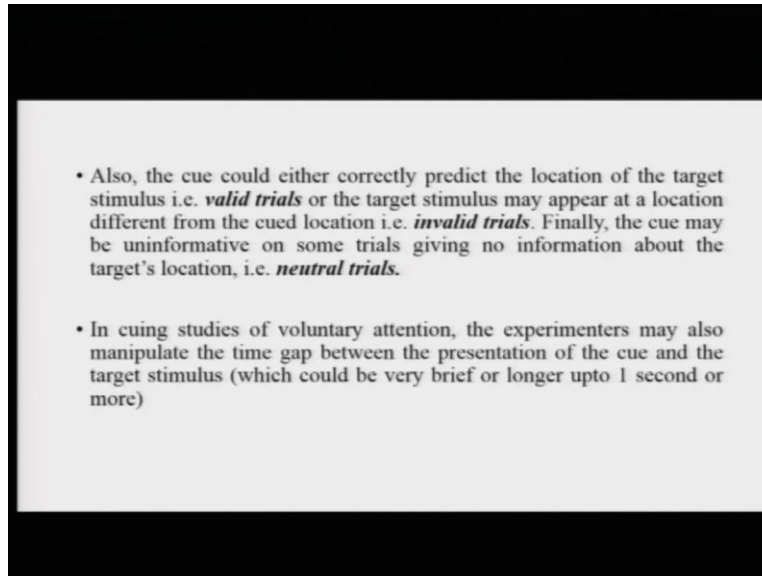 • Also, the cue could either correctly predict the location of the target
stimulus i.e. valid trials or the target stimulus may appear at a location
different from the cued location i.e. invalid trials. Finally, the cue may
be uninformative on some trials giving no information about the
target's location, i.e. neutral trials.
• In cuing studies of voluntary attention, the experimenters may also
manipulate the time gap between the presentation of the cue and the
target stimulus (which could be very brief or longer upto 1 second or
more)